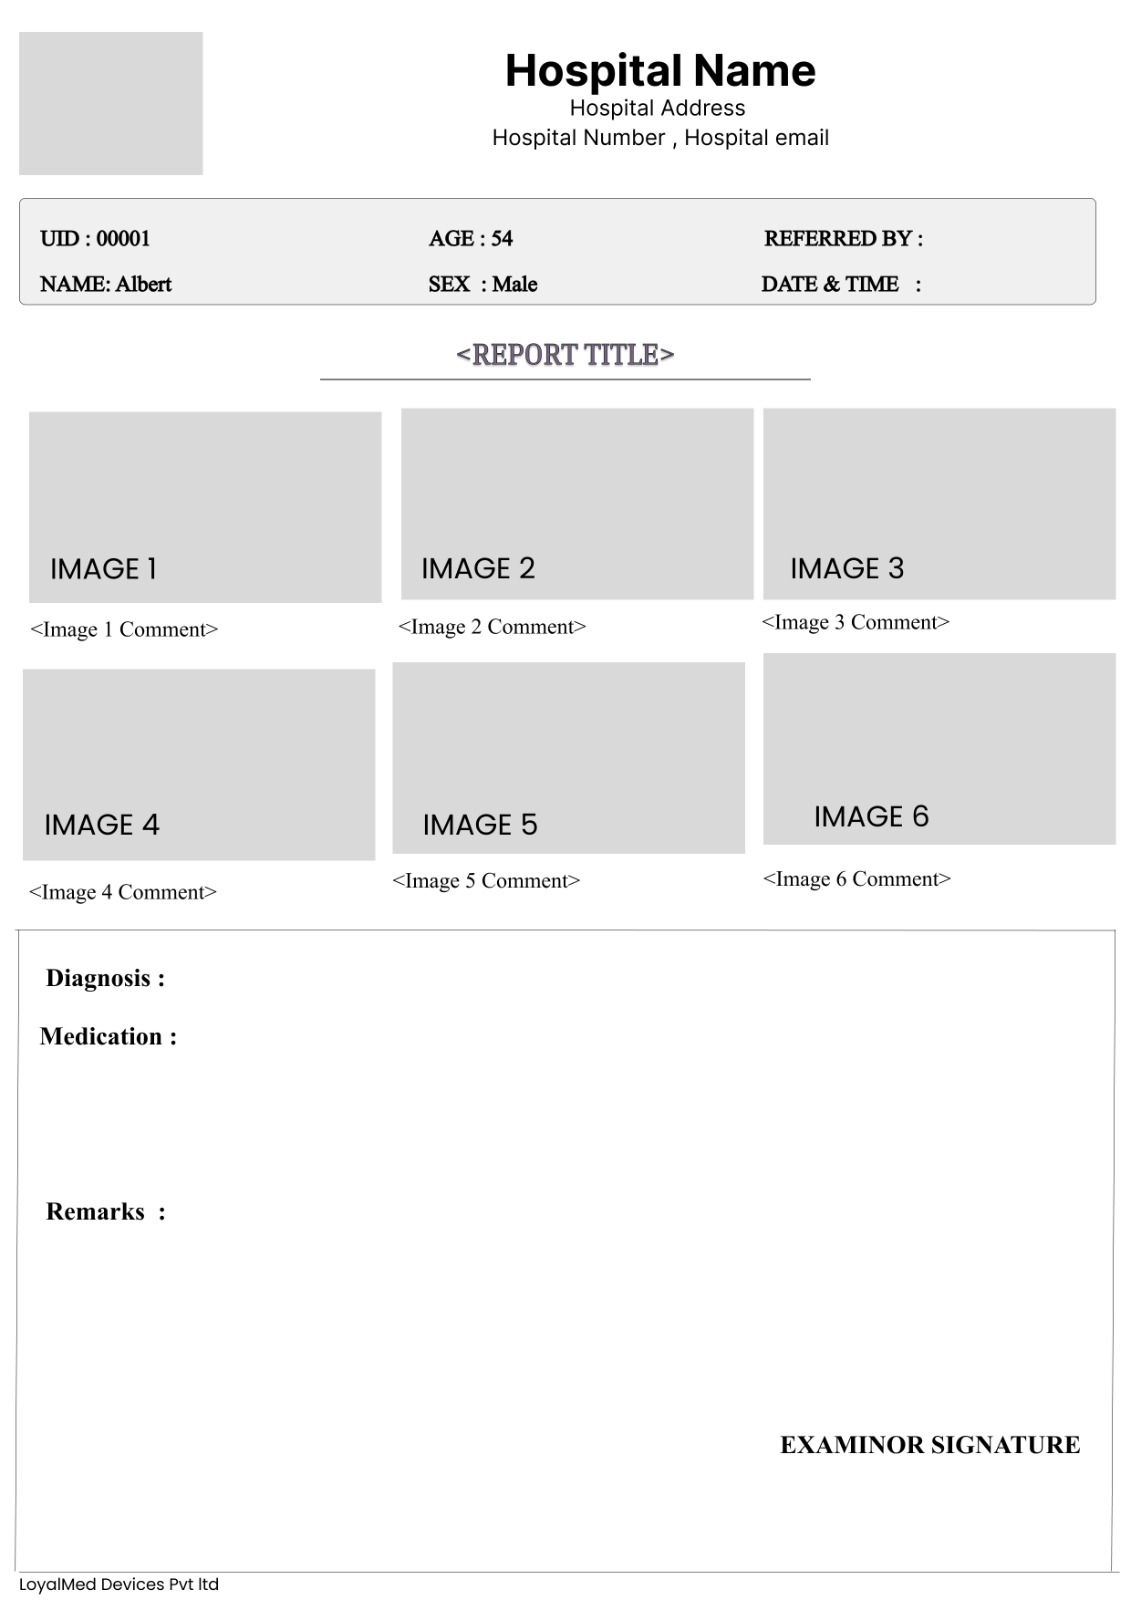 Hospital Name
Hospital Address
Hospital Number , Hospital email
UID : 00001 AGE : 54 REFERRED BY :
NAME: Albert SEX : Male DATE & TIME :
<REPORT TITLE>
IMAGE 1 IMAGE 2 IMAGE 3
<Image 1 Comment> <Image 2 Comment> <Image 3 Comment>
IMAGE 4 IMAGE 5 IMAGE 6
<Image 4 Comment> <Image 5 Comment> <Image 6 Comment>
Diagnosis :
Medication :
Remarks :
EXAMINOR SIGNATURE
LoyalMed Devices Pvt ltd